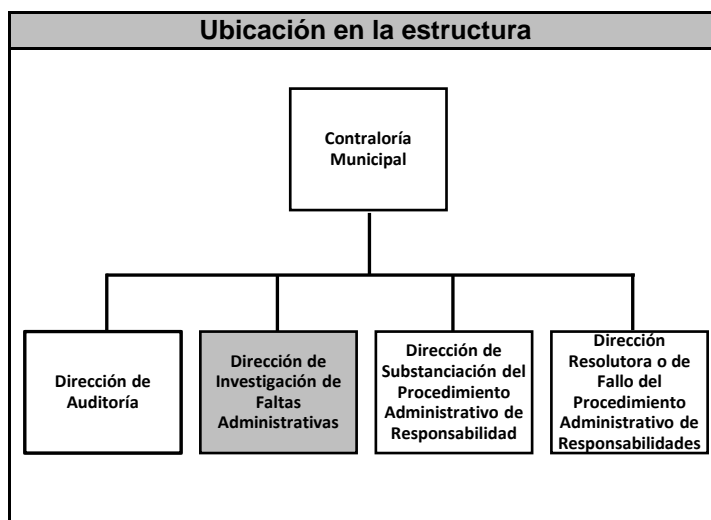 Ubicación en la estructura
Contraloría
Municipal
Dirección de
Auditoría
Dirección de
Investigación de
Faltas
Administrativas
Dirección de
Substanciación del
Procedimiento
Administrativo de
Responsabilidad
Dirección
Resolutora o de
Fallo del
Procedimiento
Administrativo de
Responsabilidades